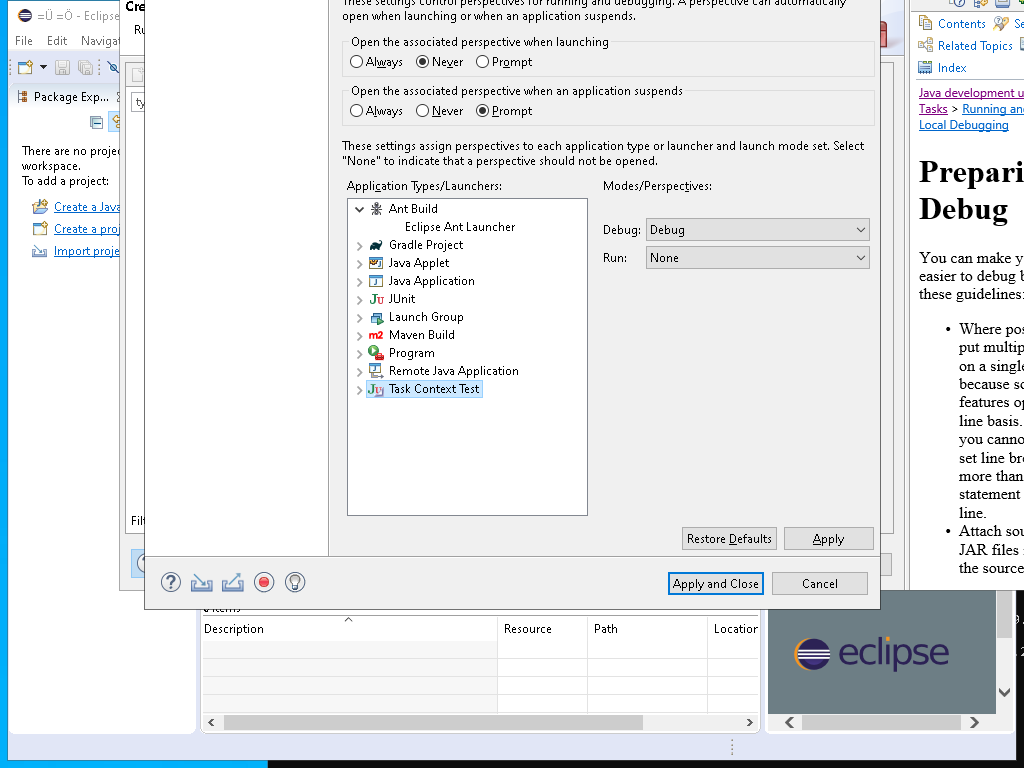 =Ü =Ö - Eclipse
File Edit Navigat
Package Exp...
There are no proje
workspace.
To add a project:
Create a Java
Create a proj
Import proje
Cre
Ru
ty
Filt
These settings control perspectives for running and debugging. A perspective can automatically
open when launching or when an application suspends.
Open the associated perspective when launching
Always Never Prompt
Open the associated perspective when an application suspends
Always Never Prompt
These settings assign perspectives to each application type or launcher and launch mode set. Select
"None" to indicate that a perspective should not be opened.
Application Types/Launchers:
Ant Build
Eclipse Ant Launcher
Gradle Project
Java Applet
Java Application
JUnit
Launch Group
Maven Build
Program
Remote Java Application
Task Context Test
Modes/Perspectives:
Debug: Debug
Run: None
Restore Defaults Apply
Apply and Close Cancel
Contents Se
Related Topics
Index
Java development u
Tasks > Running and
Local Debugging
Prepari
Debug
You can make y
easier to debug b
these guidelines:
• Where pos
put multip
on a single
because so
features op
line basis.
you canno
set line bre
more than
statement
line.
• Attach sou
JAR files
the source
0 items
Description Resource Path Location
eclipse